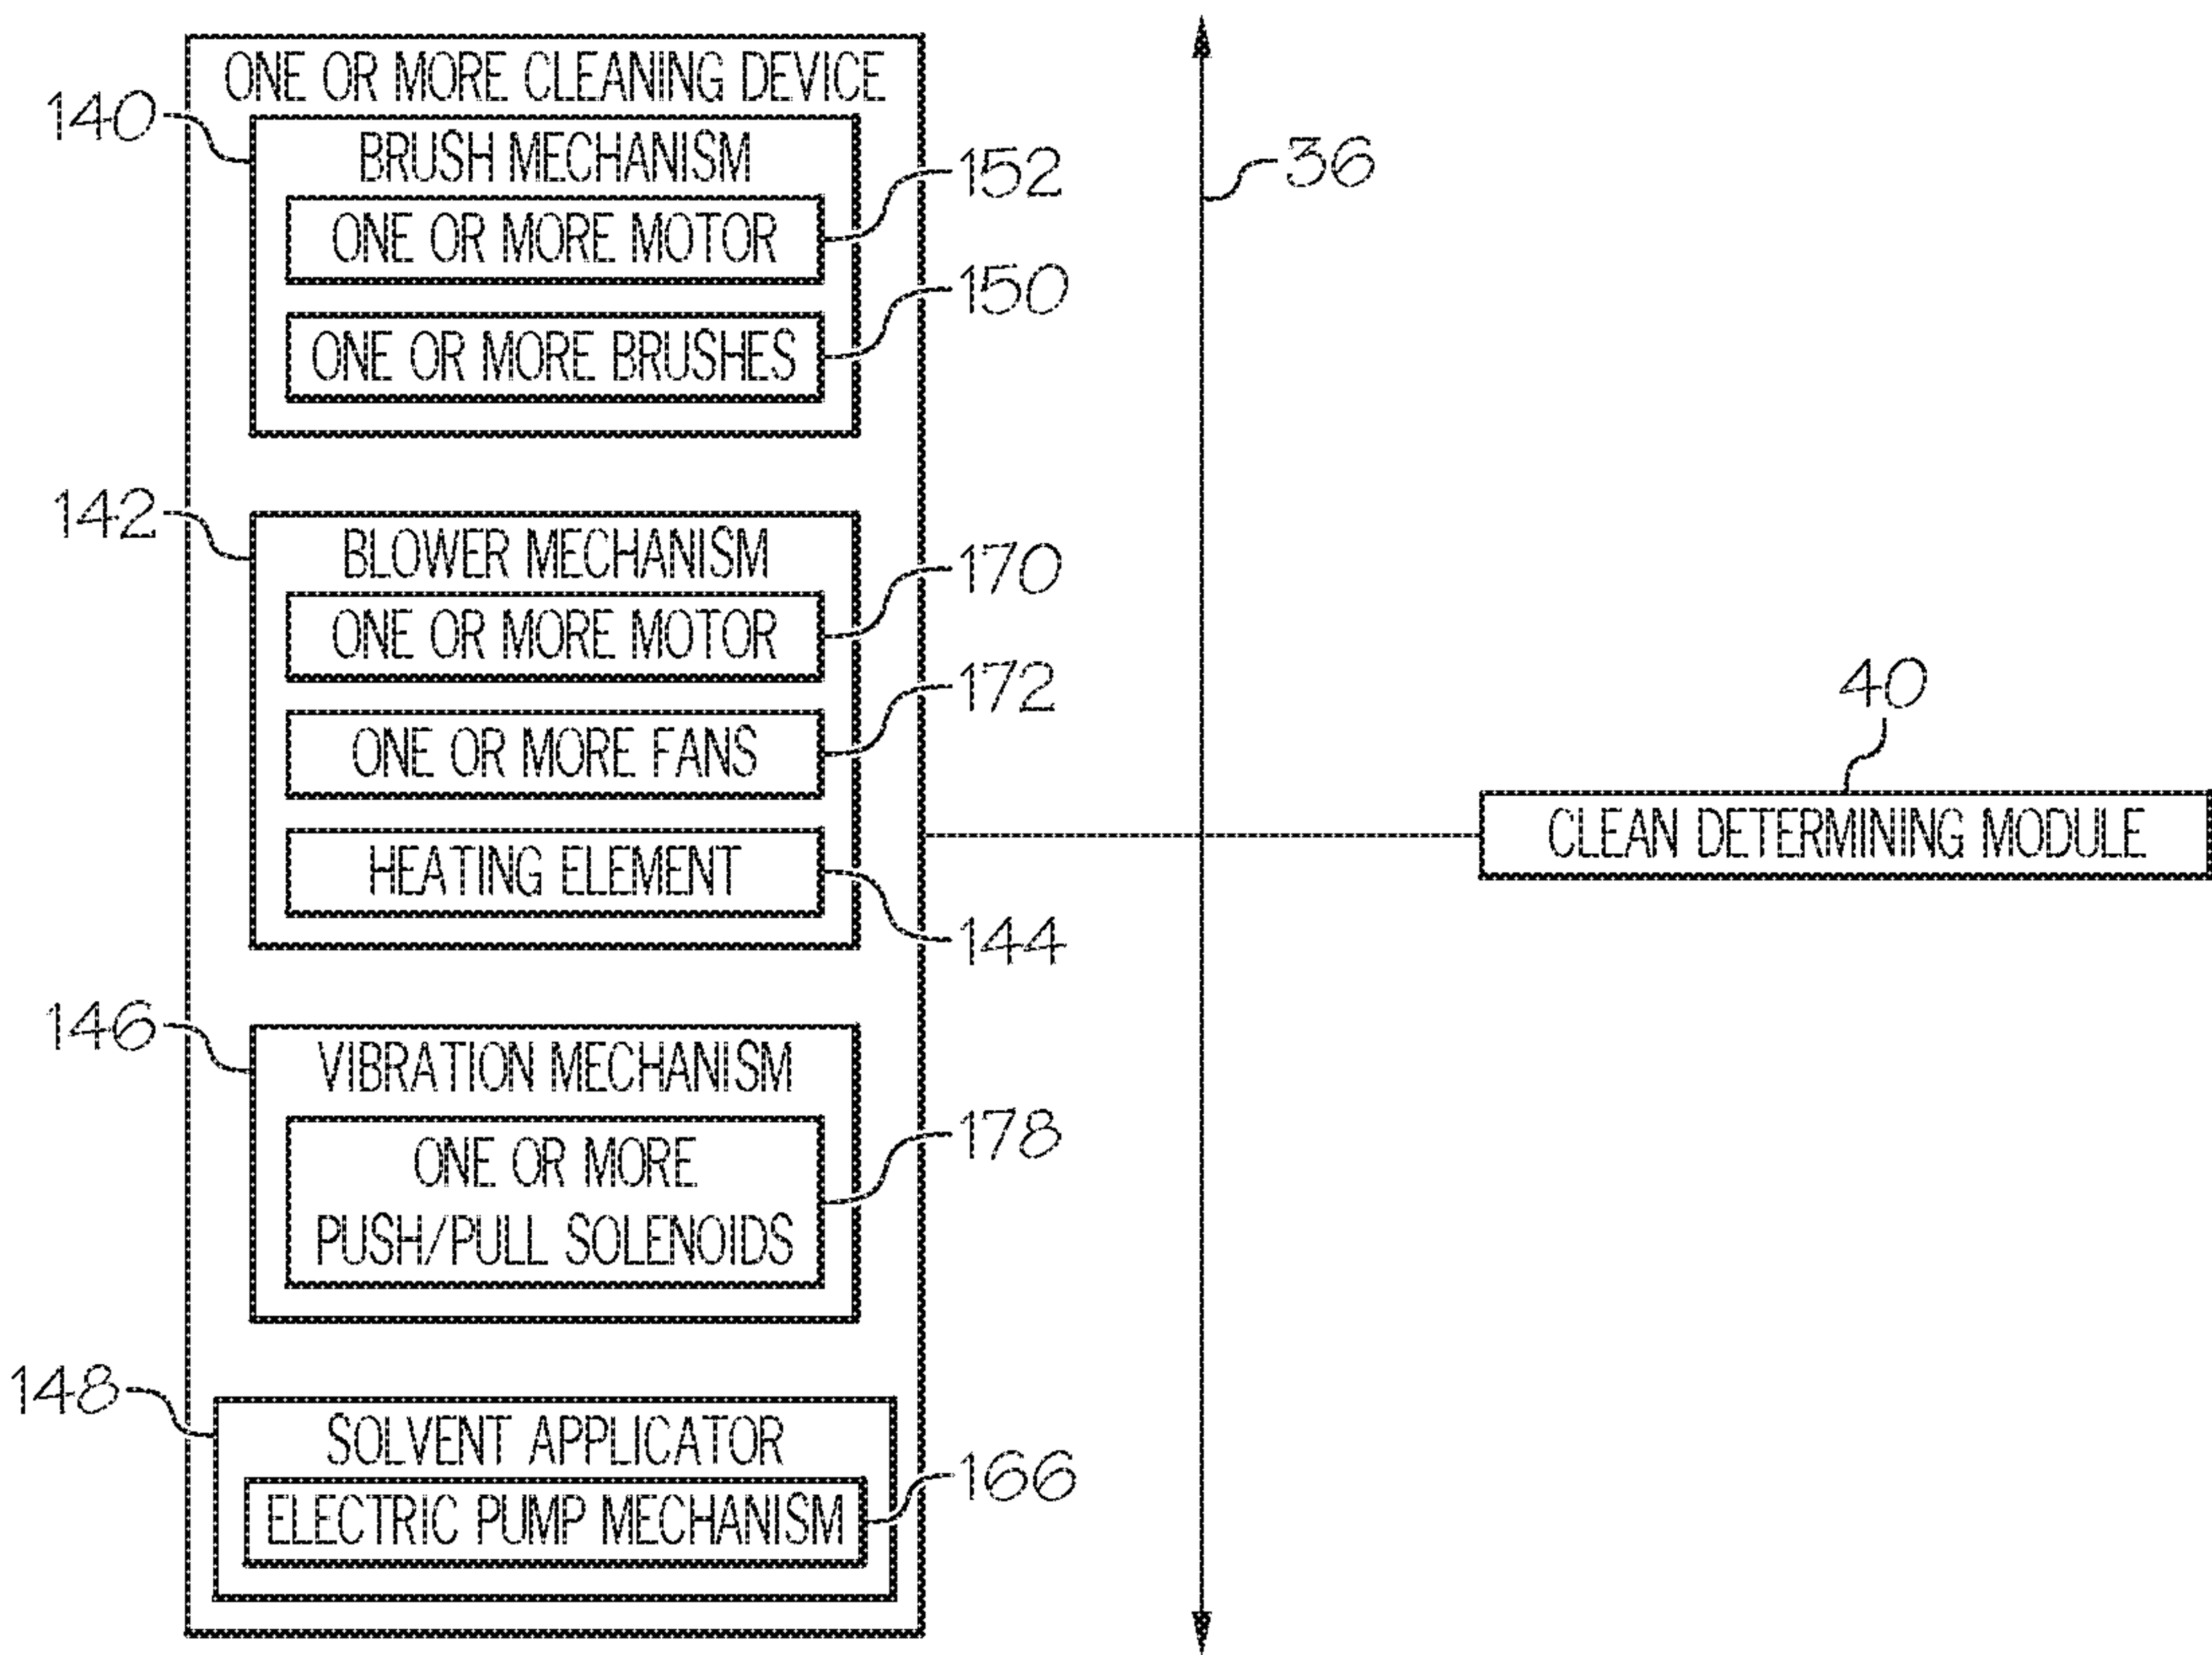 ONE OR MORE CLEANING DEVICE
140
BRUSH MECHANISM
152
36
ONE OR MORE MOTOR
150
ONE OR MORE BRUSHES
142
BLOWER MECHANISM
170
ONE OR MORE MOTOR
172
40
ONE OR MORE FANS
CLEAN DETERMINING MODULE
HEATING ELEMENT
144
146
VIBRATION MECHANISM
178
ONE OR MORE
PUSH/PULL SOLENOIDS
148
SOLVENT APPLICATOR
166
ELECTRIC PUMP MECHANISM